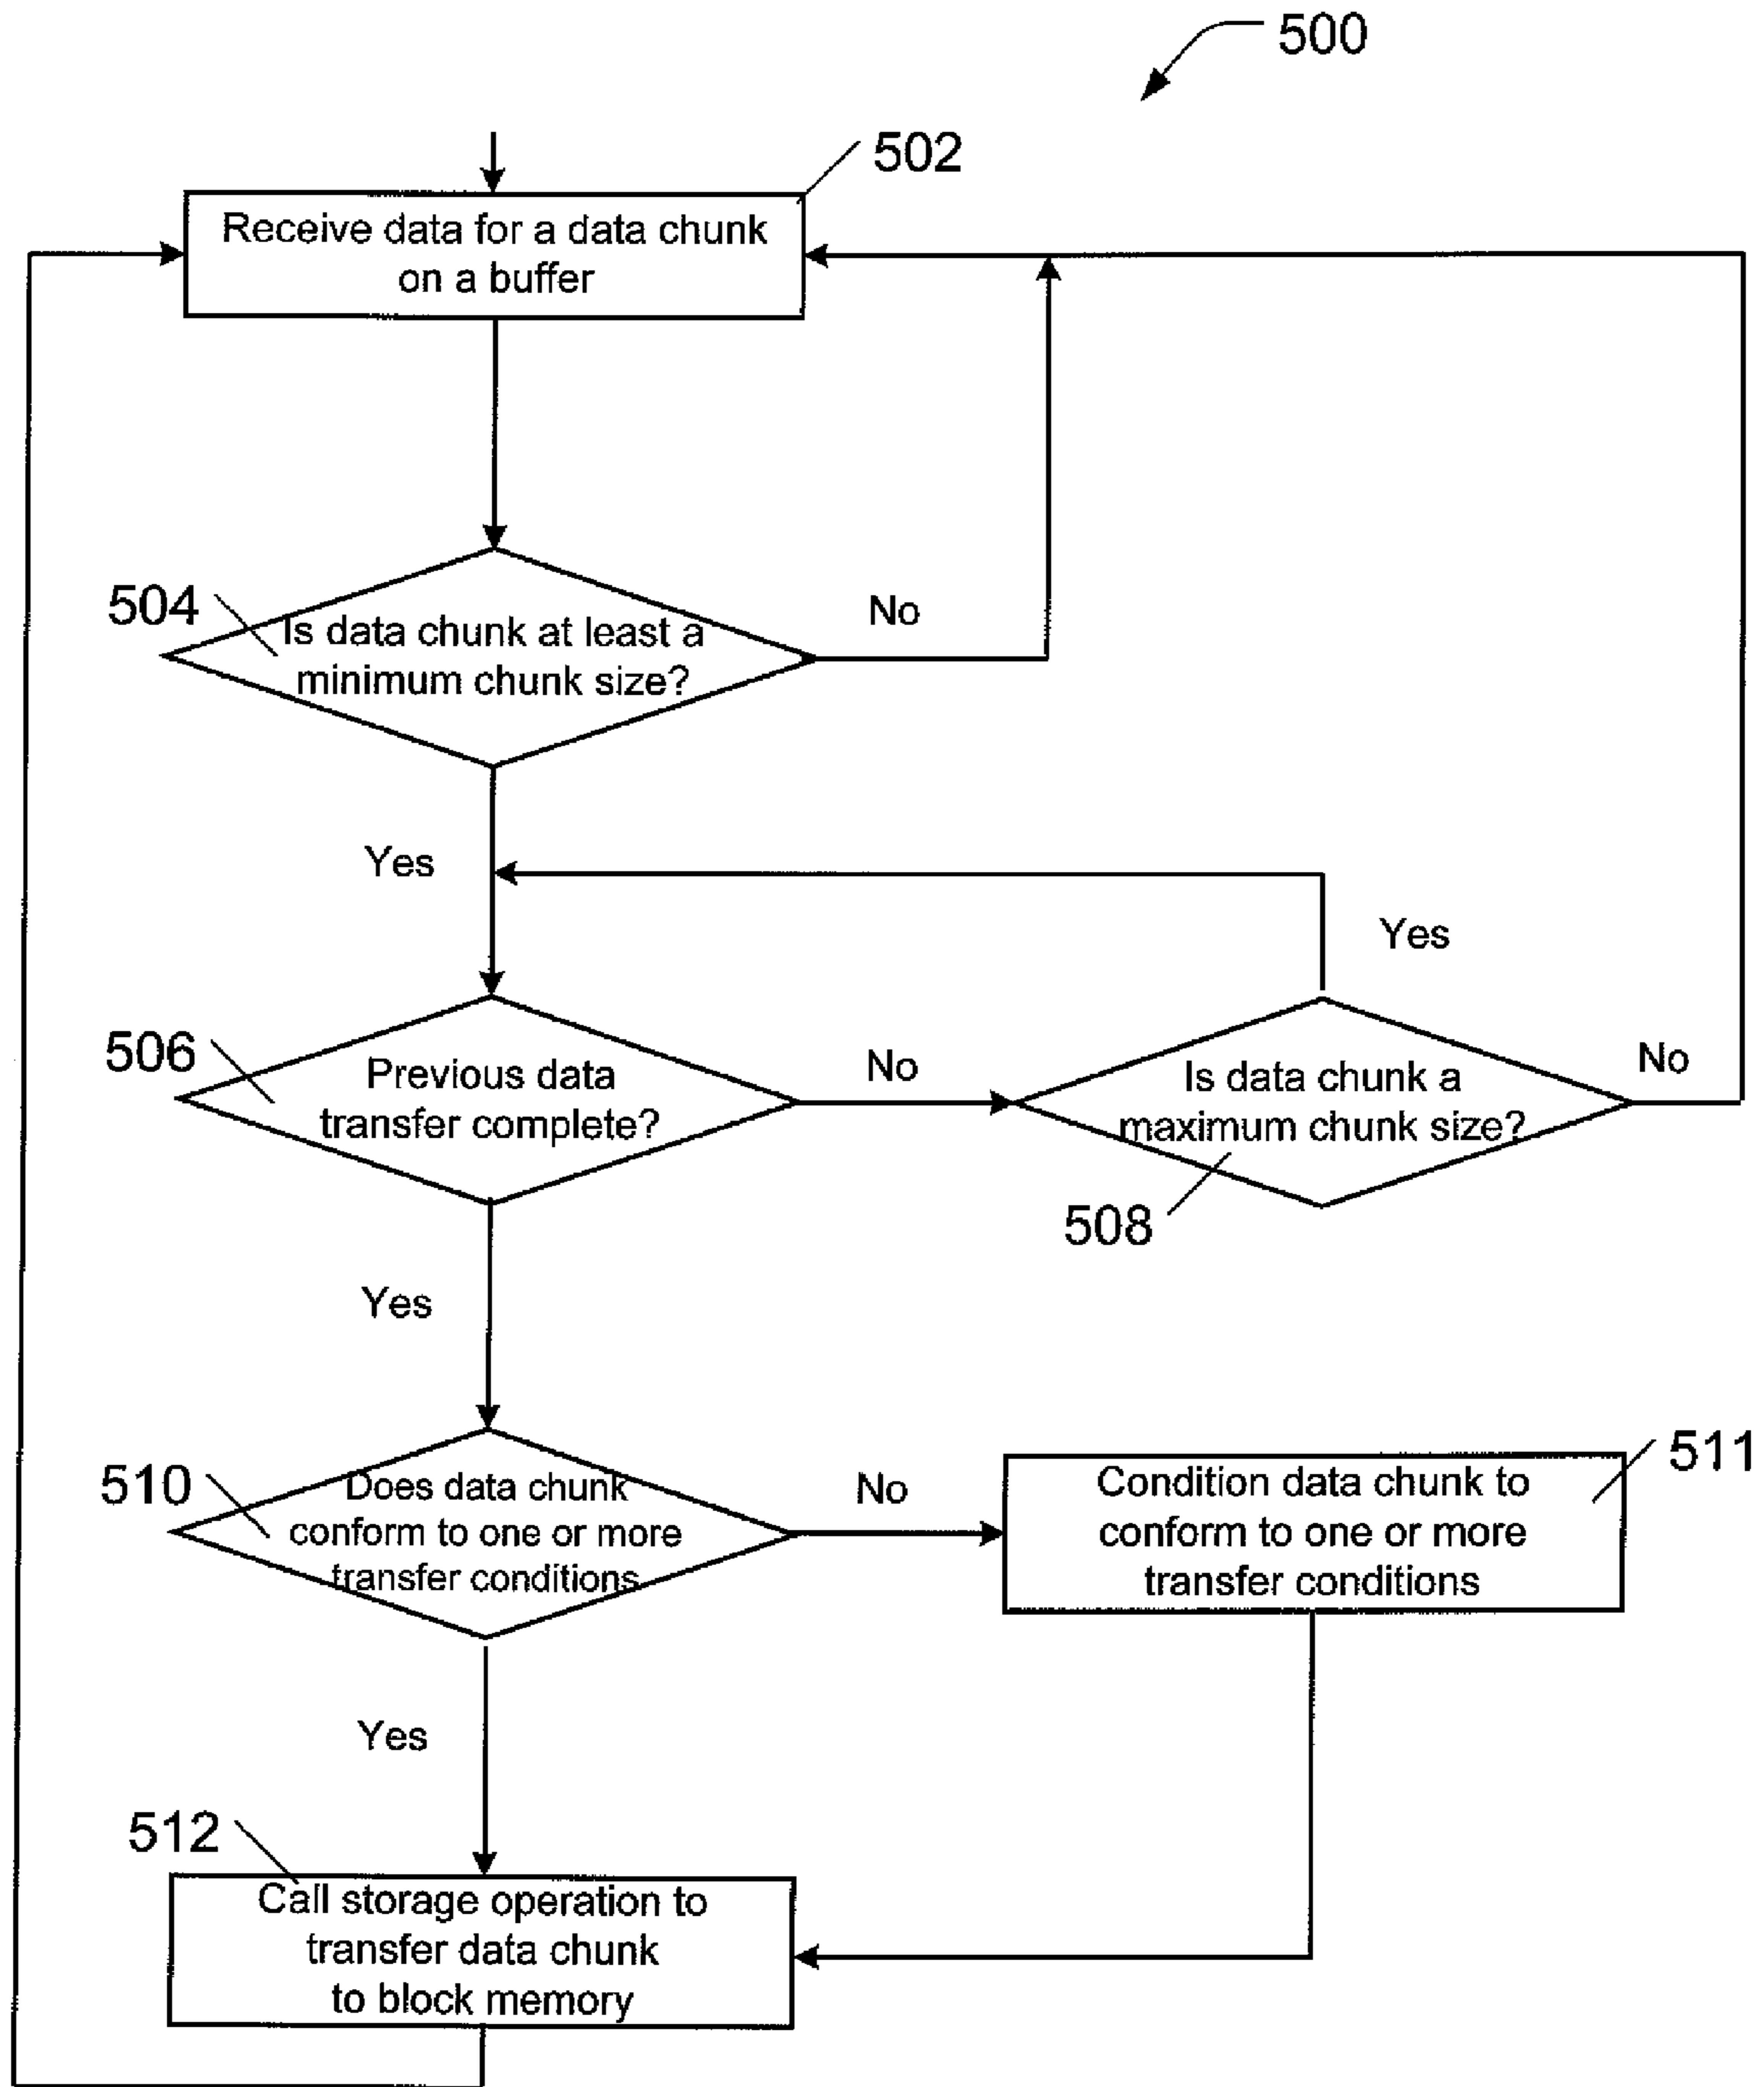 500
502
Receive data for a data chunk
on a buffer
504
Is data chunk at least a
minimum chunk size?
No
Yes
Yes
506
Previous data
transfer complete?
No
Is data chunk a
maximum chunk size?
No
508
Yes
510
Does data chunk
conform to one or more
transfer conditions
No
Condition data chunk to
conform to one or more
transfer conditions
511
Yes
512
Call storage operation to
transfer data chunk
to block memory